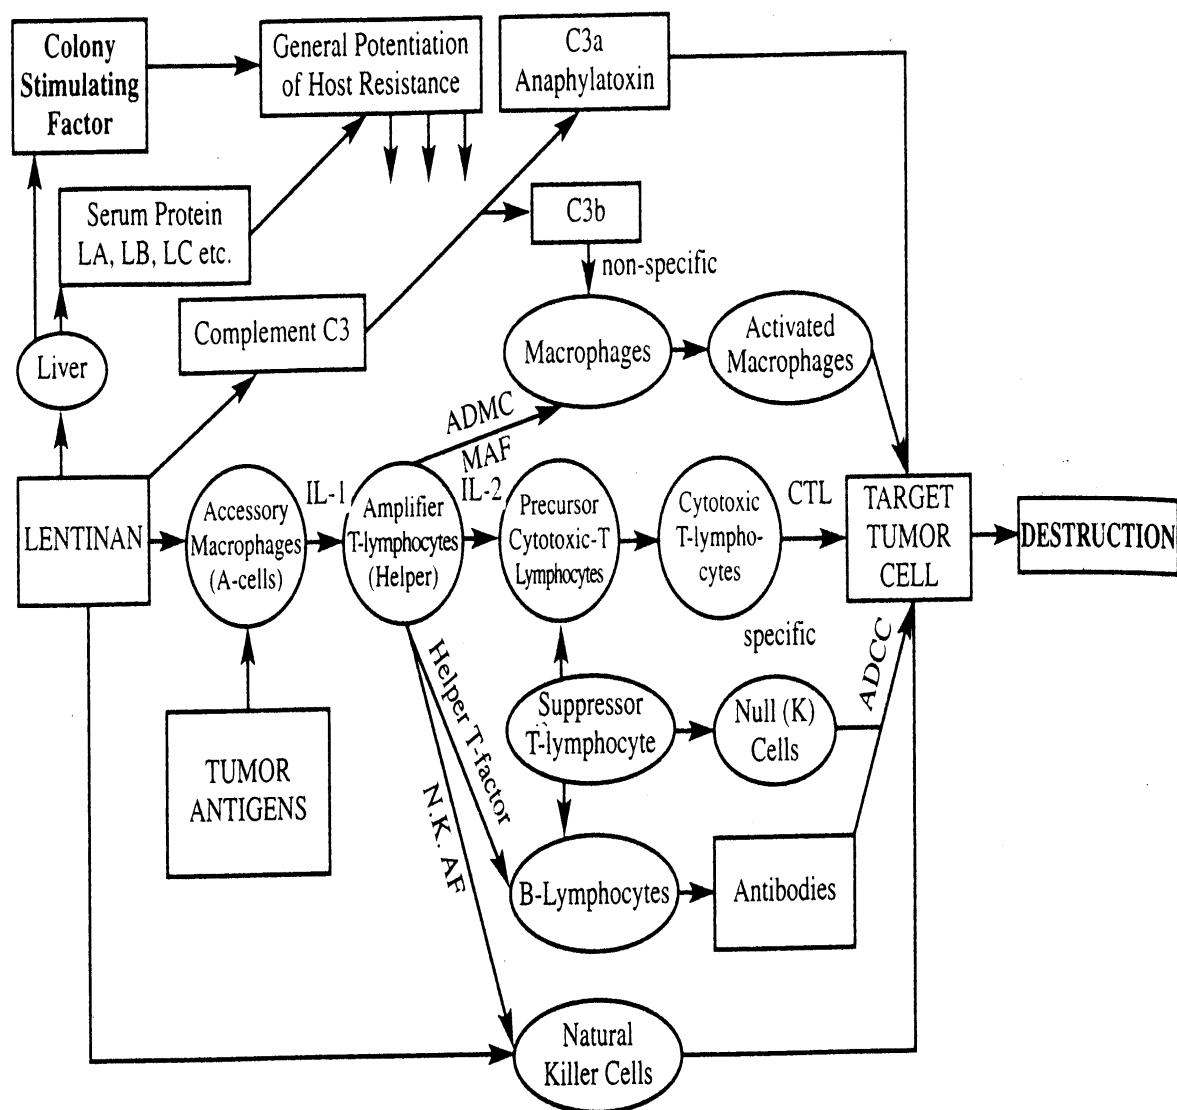 Colony
Stimulating
Factor
General Potentiation
of Host Resistance
C3a
Anaphylatoxin
Serum Protein
LA, LB, LC etc.
C3b
non-specific
Complement C3
Liver
Macrophages
Activated
Macrophages
ADMC
MAF
LENTINAN
Accessory
Macrophages
(A-cells)
IL-1
Amplifier
T-lymphocytes
(Helper)
IL-2
Precursor
Cytotoxic-T
Lymphocytes
Cytotoxic
T-lympho-
cytes
CTL
TARGET
TUMOR
CELL
DESTRUCTION
specific
ADCC
TUMOR
ANTIGENS
Helper T-factor
N.K. AF
Suppressor
T-lymphocyte
Null (K)
Cells
B-Lymphocytes
Antibodies
Natural
Killer Cells